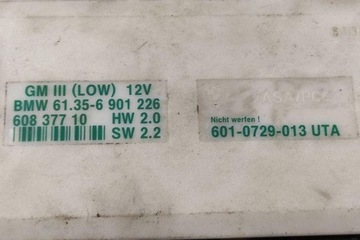 GM III (LOW) 12V
BMW 61.35-6 901 226
608 377 10 HW 2.0
SW 2.2
Nicht werfen !
601-0729-013 UTA